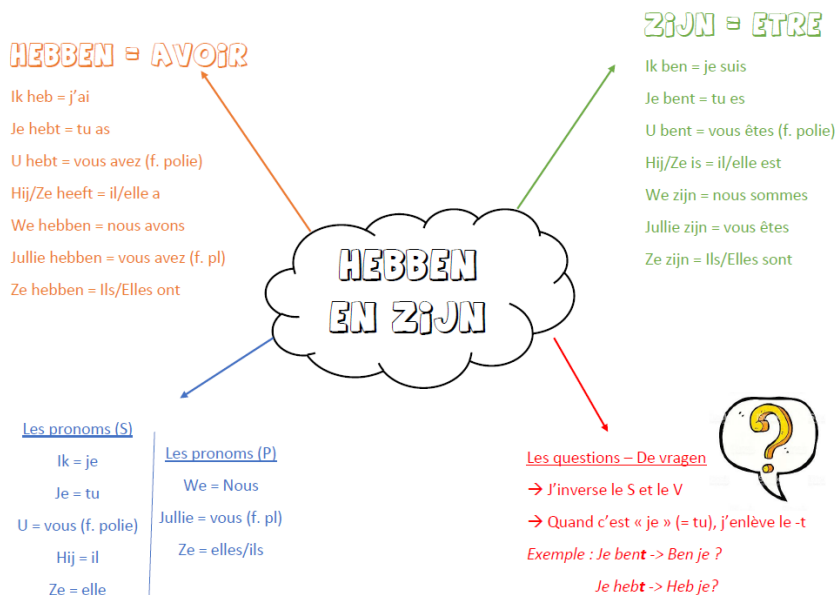 HEBBEN = AVOIR
Ik heb = j'ai
Je hebt = tu as
U hebt = vous avez (f. polie)
Hij/Ze heeft = il/elle a
We hebben = nous avons
Jullie hebben = vous avez (f. pl)
Ze hebben = Ils/Elles ont
ZIJN = ETRE
Ik ben = je suis
Je bent = tu es
U bent = vous êtes (f. polie)
Hij/Ze is = il/elle est
We zijn = nous sommes
Jullie zijn = vous êtes
Ze zijn = Ils/Elles sont
HEBBEN
EN ZIJN
Les pronoms (S)
Ik = je
Je = tu
U = vous (f. polie)
Hij = il
Ze = elle
Les pronoms (P)
We = Nous
Jullie = vous (f. pl)
Ze = elles/ils
?
Les questions – De vragen
→ J'inverse le S et le V
→ Quand c'est « je » (= tu), j'enlève le -t
Exemple : Je bent -> Ben je ?
Je hebt -> Heb je?